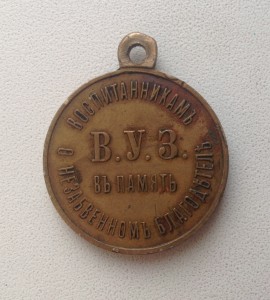 ВОСПИТАННИКАМЪ
В.У.З.
ВЪ ПАМЯТЬ
О НЕЗАБВЕННОМЪ БЛАГОДѢТЕЛѢ